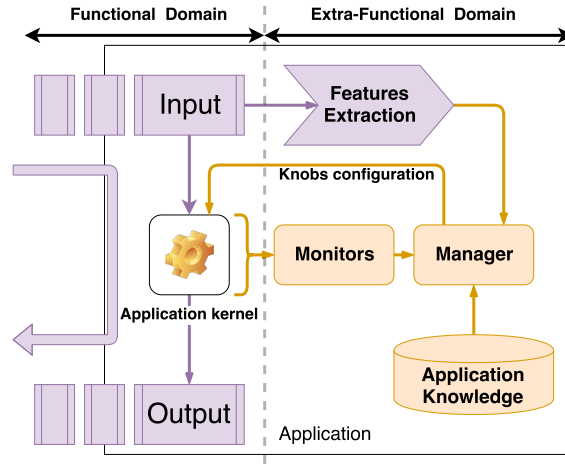 Functional Domain
Extra-Functional Domain
Input
Features
Extraction
Knobs configuration
Monitors
Manager
Application kernel
Application
Knowledge
Output
Application